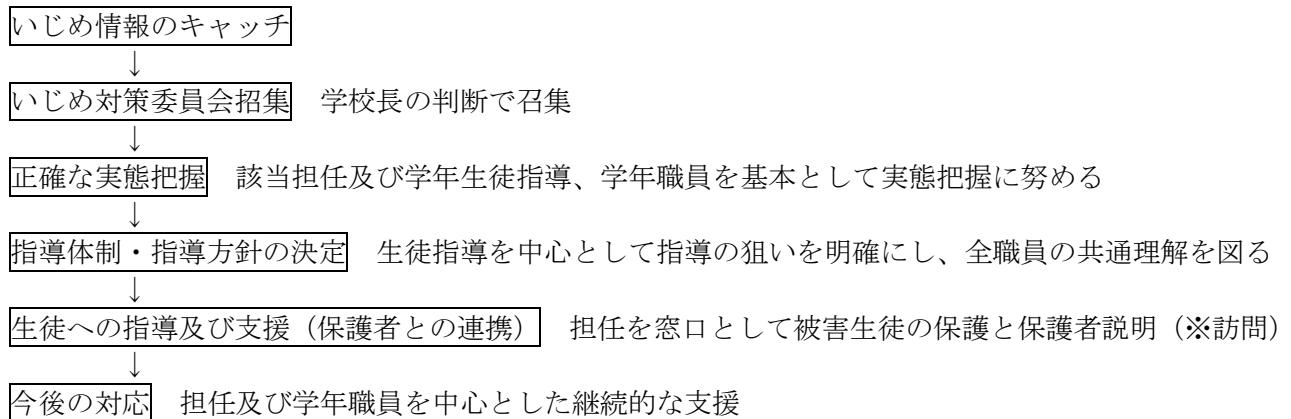 いじめ情報のキャッチ
↓
いじめ対策委員会招集　学校長の判断で召集
↓
正確な実態把握　該当担任及び学年生徒指導、学年職員を基本として実態把握に努める
↓
指導体制・指導方針の決定　生徒指導を中心として指導の狙いを明確にし、全職員の共通理解を図る
↓
生徒への指導及び支援（保護者との連携）　担任を窓口として被害生徒の保護と保護者説明（※訪問）
↓
今後の対応　担任及び学年職員を中心とした継続的な支援